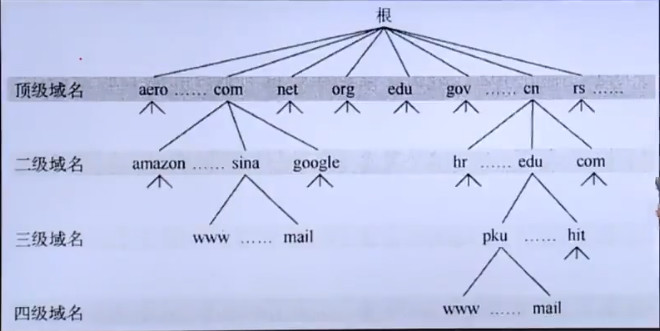 根
顶级域名 aero ...... com net org edu gov ...... cn rs ......
二级域名 amazon ...... sina google hr ...... edu com
三级域名 www ...... mail pku ...... hit
四级域名 www ...... mail